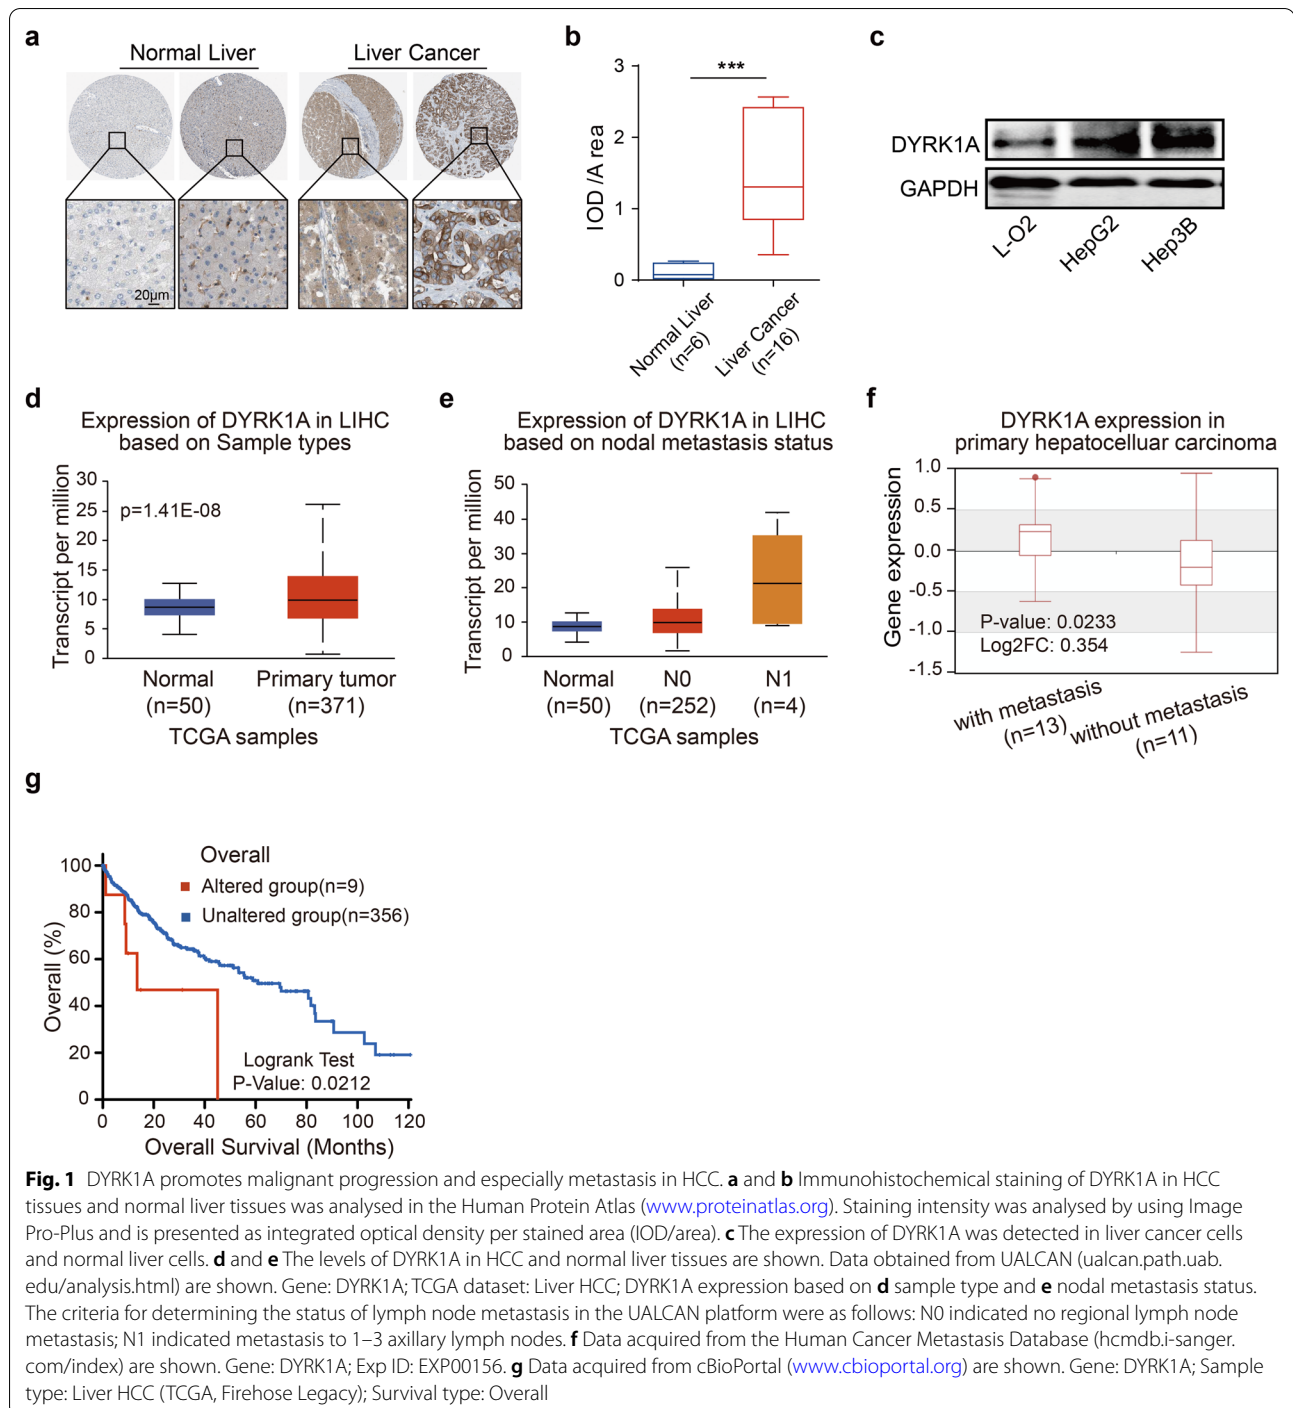 a
Normal Liver
Liver Cancer
20μm
b
IOD /A rea
3
2
1
0
***
Normal Liver
(n=6)
Liver Cancer
(n=16)
c
DYRK1A
GAPDH
L-O2
HepG2
Hep3B
d
Expression of DYRK1A in LIHC
based on Sample types
Transcript per million
30
25
20
15
10
5
0
p=1.41E-08
Normal
(n=50)
Primary tumor
(n=371)
TCGA samples
e
Expression of DYRK1A in LIHC
based on nodal metastasis status
Transcript per million
50
40
30
20
10
0
Normal
(n=50)
N0
(n=252)
N1
(n=4)
TCGA samples
f
DYRK1A expression in
primary hepatocelluar carcinoma
Gene expression
1.0
0.5
0.0
-0.5
-1.0
-1.5
P-value: 0.0233
Log2FC: 0.354
with metastasis
(n=13)
without metastasis
(n=11)
g
Overall (%)
100
80
60
40
20
0
Overall
Altered group(n=9)
Unaltered group(n=356)
Logrank Test
P-Value: 0.0212
0 20 40 60 80 100 120
Overall Survival (Months)
Fig. 1 DYRK1A promotes malignant progression and especially metastasis in HCC. a and b Immunohistochemical staining of DYRK1A in HCC
tissues and normal liver tissues was analysed in the Human Protein Atlas (www.proteinatlas.org). Staining intensity was analysed by using Image
Pro-Plus and is presented as integrated optical density per stained area (IOD/area). c The expression of DYRK1A was detected in liver cancer cells
and normal liver cells. d and e The levels of DYRK1A in HCC and normal liver tissues are shown. Data obtained from UALCAN (ualcan.path.uab.
edu/analysis.html) are shown. Gene: DYRK1A; TCGA dataset: Liver HCC; DYRK1A expression based on d sample type and e nodal metastasis status.
The criteria for determining the status of lymph node metastasis in the UALCAN platform were as follows: N0 indicated no regional lymph node
metastasis; N1 indicated metastasis to 1–3 axillary lymph nodes. f Data acquired from the Human Cancer Metastasis Database (hcmdb.i-sanger.
com/index) are shown. Gene: DYRK1A; Exp ID: EXP00156. g Data acquired from cBioPortal (www.cbioportal.org) are shown. Gene: DYRK1A; Sample
type: Liver HCC (TCGA, Firehose Legacy); Survival type: Overall